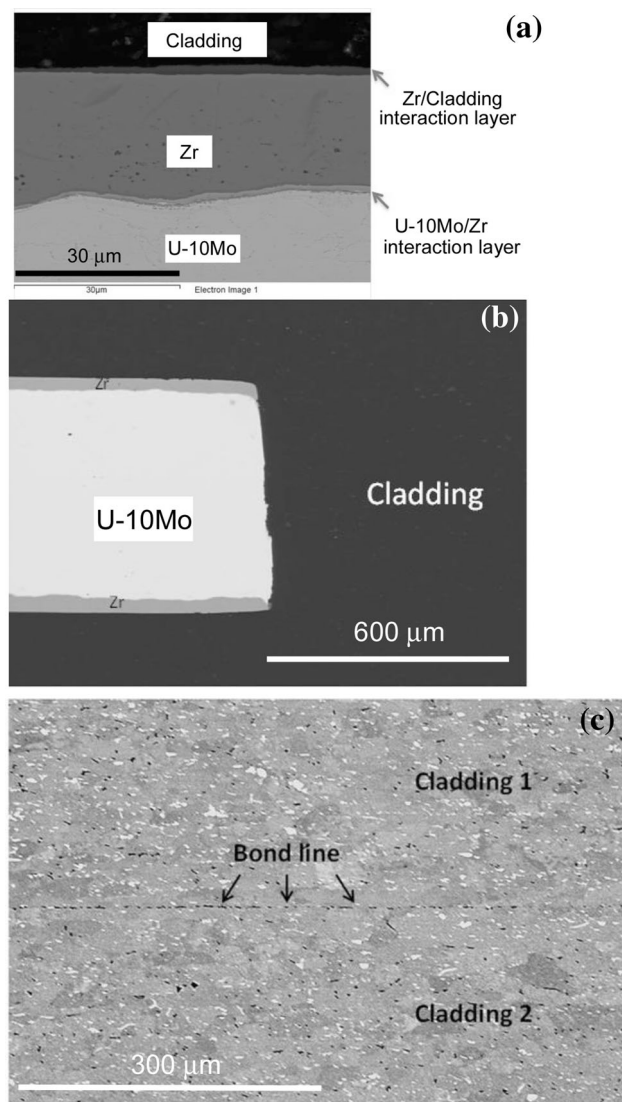 Cladding
(a)
Zr/Cladding
interaction layer
Zr
U-10Mo/Zr
interaction layer
U-10Mo
30 μm
30μm
Electron Image 1
(b)
Zr
U-10Mo
Cladding
Zr
600 μm
(c)
Cladding 1
Bond line
Cladding 2
300 μm